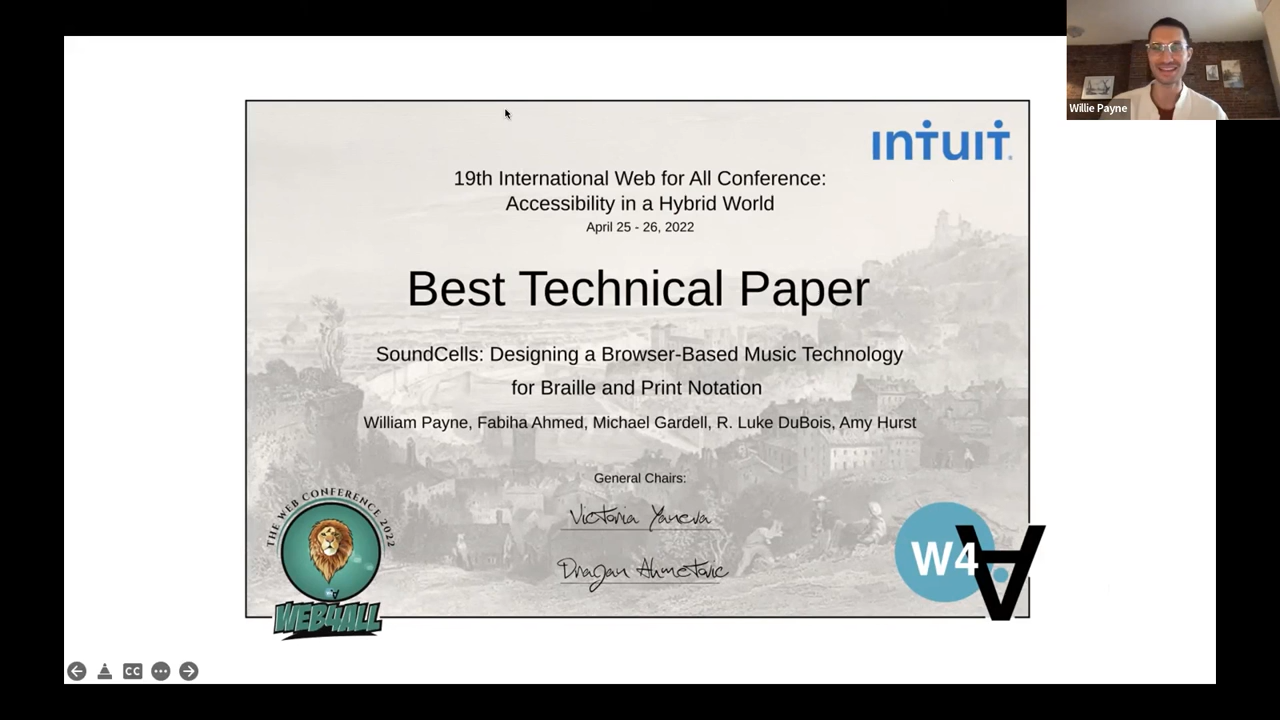 Willie Payne
intuit.
19th International Web for All Conference:
Accessibility in a Hybrid World
April 25 - 26, 2022
Best Technical Paper
SoundCells: Designing a Browser-Based Music Technology
for Braille and Print Notation
William Payne, Fabiha Ahmed, Michael Gardell, R. Luke DuBois, Amy Hurst
General Chairs:
Victoria Yaneva
Dragan Ahmetovic
THE WEB CONFERENCE 2022
WEB4ALL
W4∀
CC